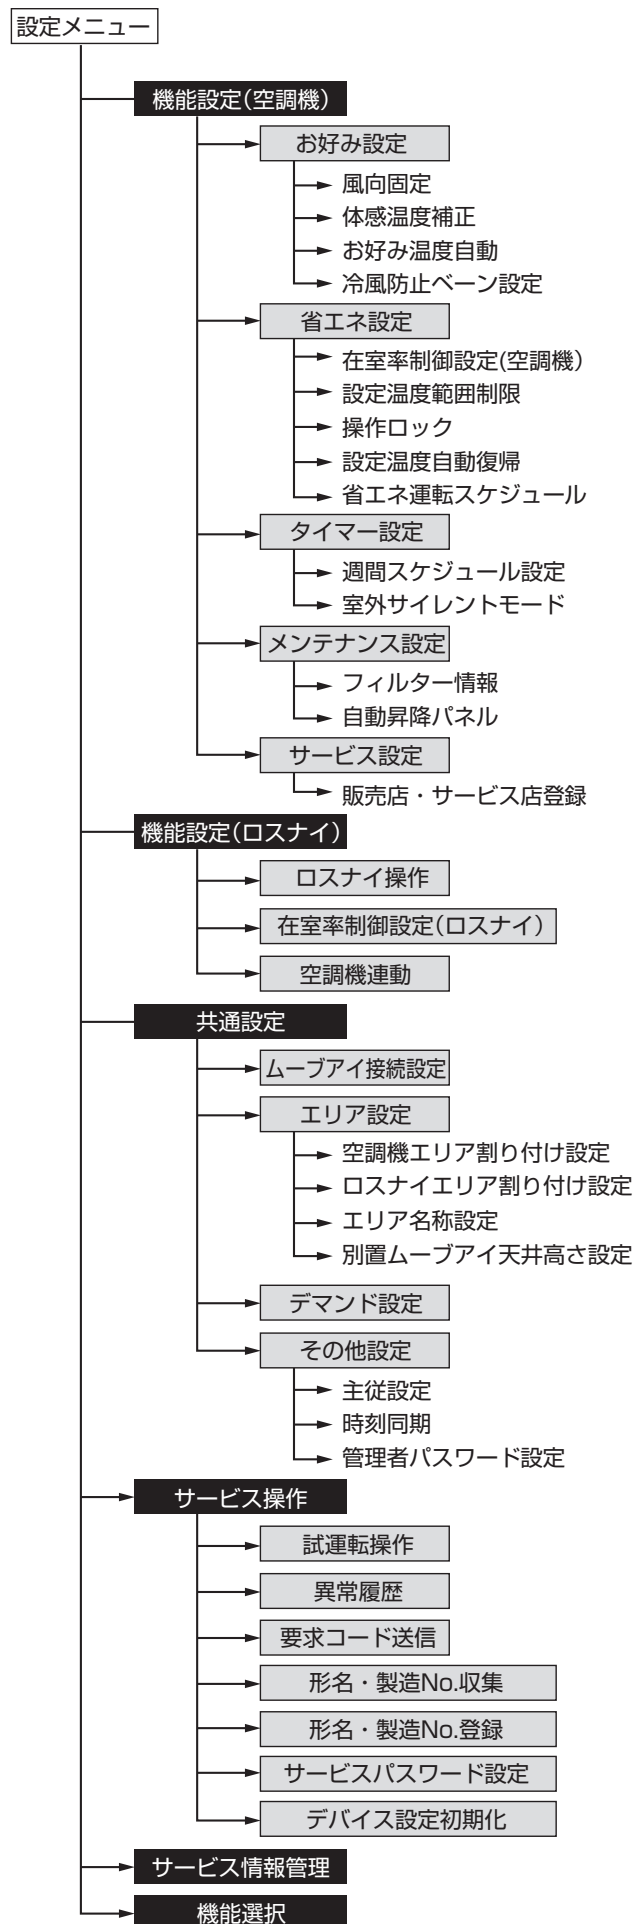 設定メニュー
機能設定(空調機)
お好み設定
風向固定
体感温度補正
お好み温度自動
冷風防止ベーン設定
省エネ設定
在室率制御設定(空調機)
設定温度範囲制限
操作ロック
設定温度自動復帰
省エネ運転スケジュール
タイマー設定
週間スケジュール設定
室外サイレントモード
メンテナンス設定
フィルター情報
自動昇降パネル
サービス設定
販売店・サービス店登録
機能設定(ロスナイ)
ロスナイ操作
在室率制御設定(ロスナイ)
空調機連動
共通設定
ムーブアイ接続設定
エリア設定
空調機エリア割り付け設定
ロスナイエリア割り付け設定
エリア名称設定
別置ムーブアイ天井高さ設定
デマンド設定
その他設定
主従設定
時刻同期
管理者パスワード設定
サービス操作
試運転操作
異常履歴
要求コード送信
形名・製造No.収集
形名・製造No.登録
サービスパスワード設定
デバイス設定初期化
サービス情報管理
機能選択